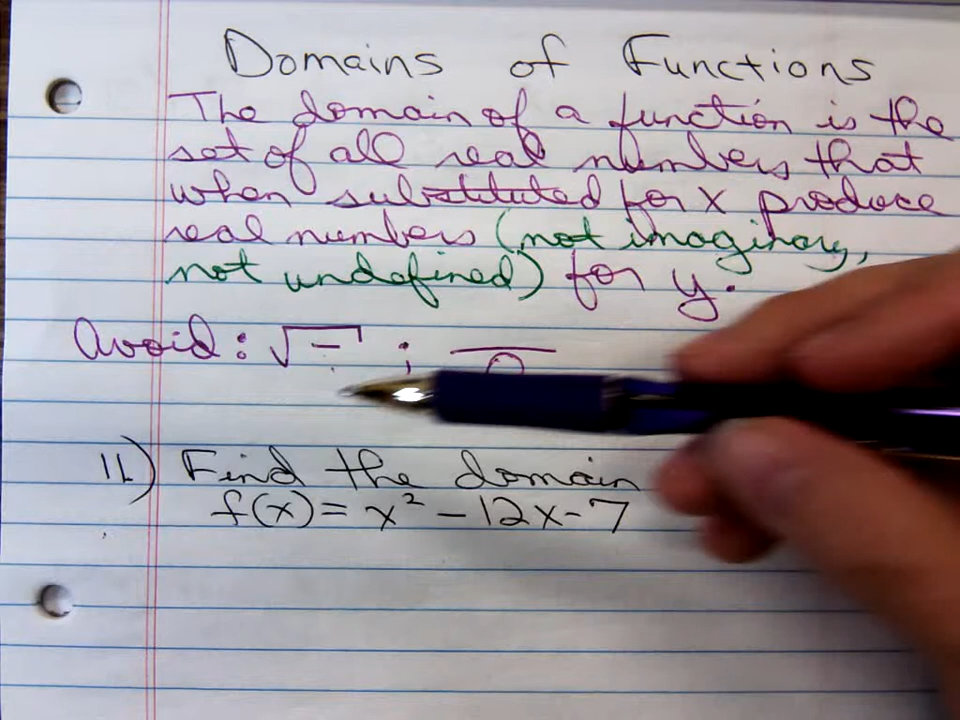 Domains of Functions
The domain of a function is the
set of all real numbers that
when substituted for x produce
real numbers (not imaginary,
not undefined) for y.
Avoid: √- ; —/0
11) Find the domain
f(x) = x² - 12x - 7